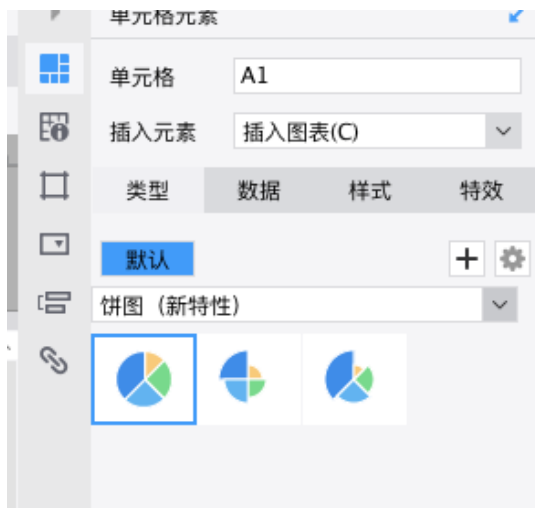 单元格元素
单元格 A1
插入元素 插入图表(C)
类型 数据 样式 特效
默认
饼图（新特性）